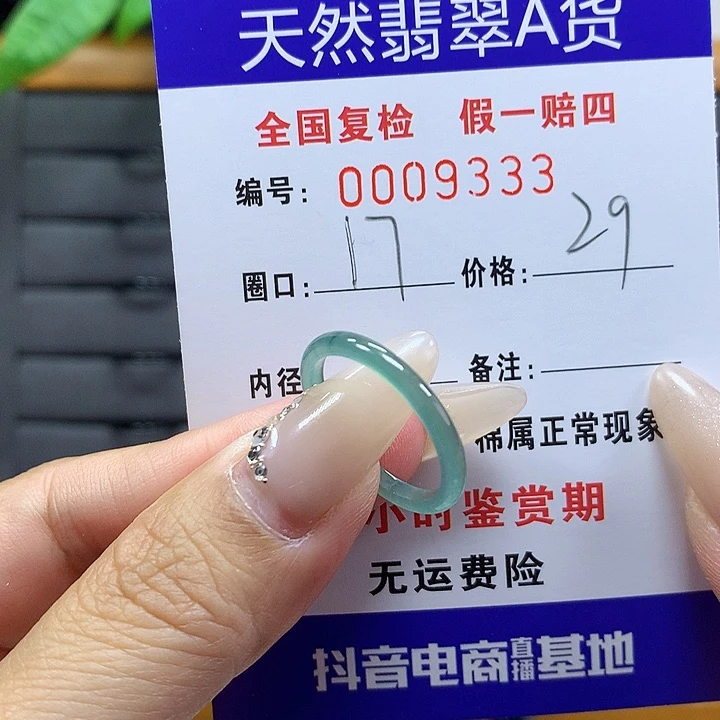 天然翡翠A货
全国复检 假一赔四
编号: 0009333
圈口: 17 价格: 29
内径 备注:
棉属正常现象
小时鉴赏期
无运费险
抖音电商直播基地